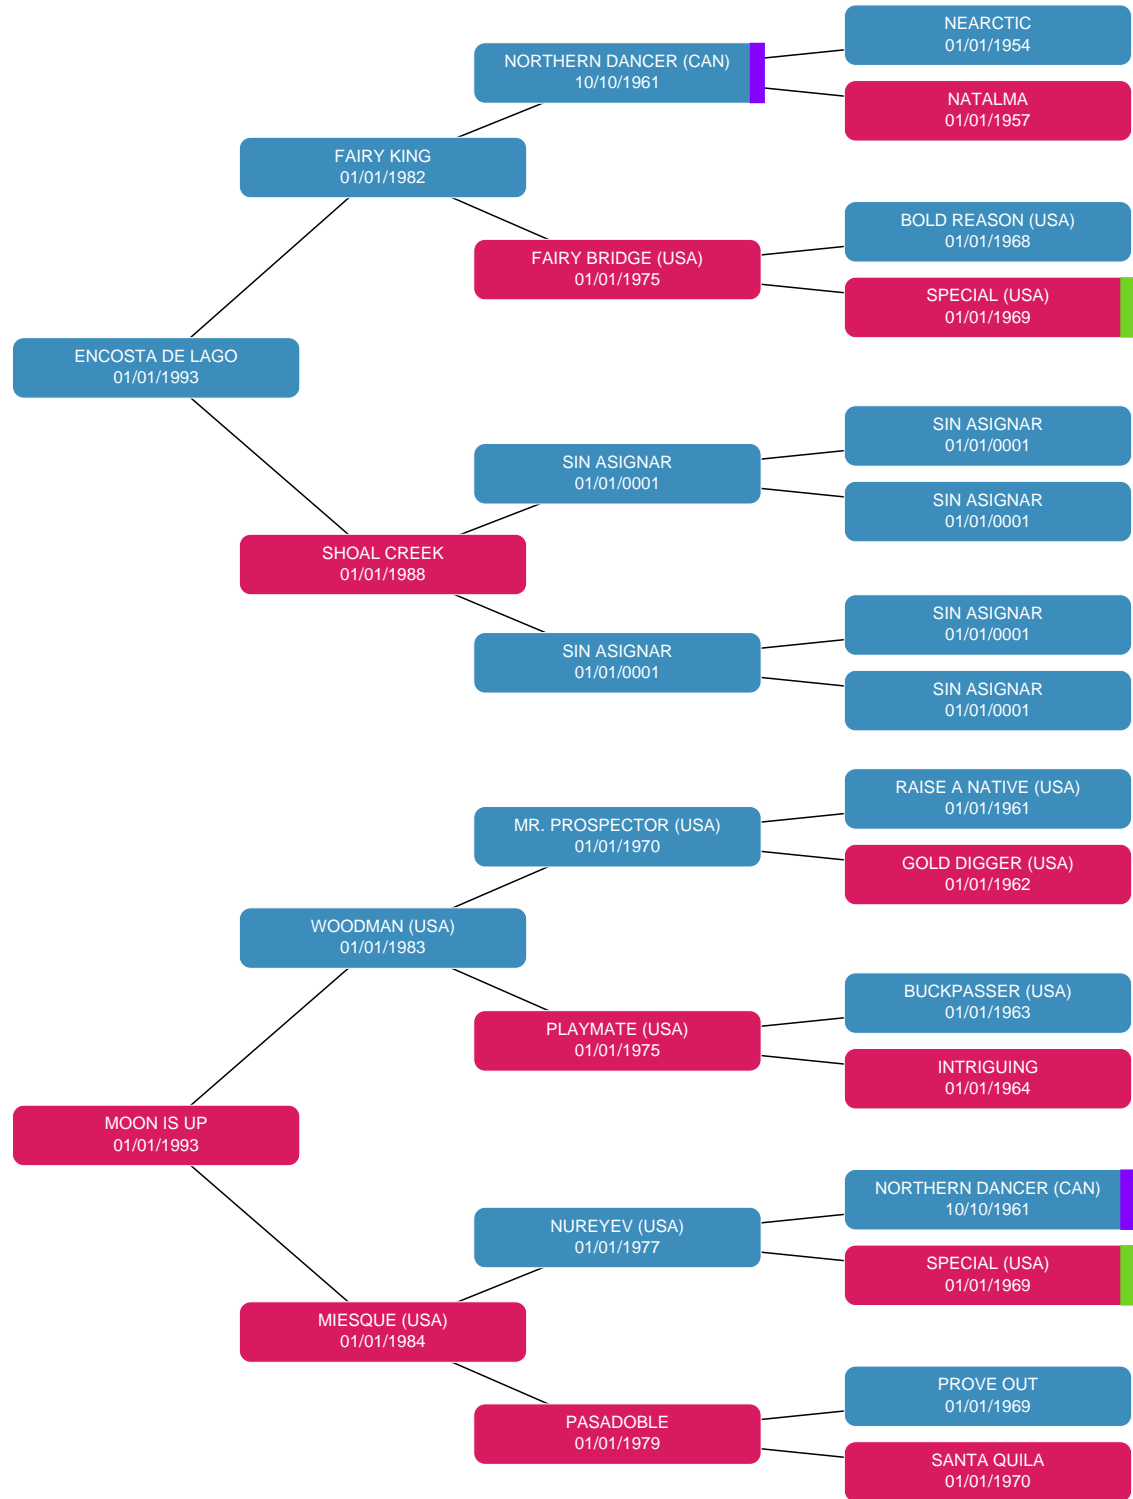 NEARCTIC
01/01/1954
NORTHERN DANCER (CAN)
10/10/1961
NATALMA
01/01/1957
FAIRY KING
01/01/1982
BOLD REASON (USA)
01/01/1968
FAIRY BRIDGE (USA)
01/01/1975
SPECIAL (USA)
01/01/1969
ENCOSTA DE LAGO
01/01/1993
SIN ASIGNAR
01/01/0001
SIN ASIGNAR
01/01/0001
SIN ASIGNAR
01/01/0001
SHOAL CREEK
01/01/1988
SIN ASIGNAR
01/01/0001
SIN ASIGNAR
01/01/0001
SIN ASIGNAR
01/01/0001
RAISE A NATIVE (USA)
01/01/1961
MR. PROSPECTOR (USA)
01/01/1970
GOLD DIGGER (USA)
01/01/1962
WOODMAN (USA)
01/01/1983
BUCKPASSER (USA)
01/01/1963
PLAYMATE (USA)
01/01/1975
INTRIGUING
01/01/1964
MOON IS UP
01/01/1993
NORTHERN DANCER (CAN)
10/10/1961
NUREYEV (USA)
01/01/1977
SPECIAL (USA)
01/01/1969
MIESQUE (USA)
01/01/1984
PROVE OUT
01/01/1969
PASADOBLE
01/01/1979
SANTA QUILA
01/01/1970